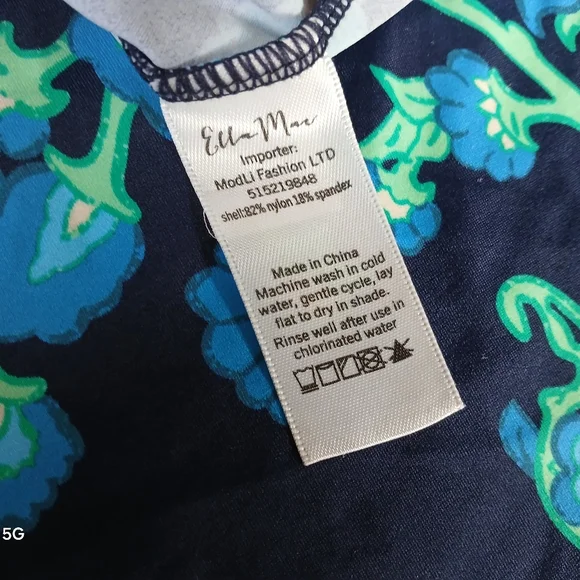 Ella Mae
Importer:
ModLi Fashion LTD
515219848
shell:82% nylon 18% spandex
Made in China
Machine wash in cold
water, gentle cycle, lay
flat to dry in shade.
Rinse well after use in
chlorinated water
5G